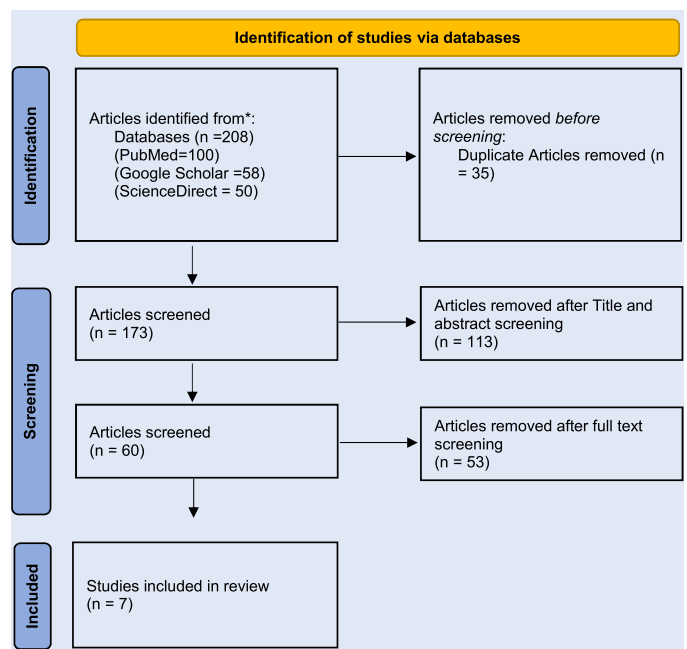 Identification of studies via databases
Identification
Articles identified from*:
Databases (n =208)
(PubMed=100)
(Google Scholar =58)
(ScienceDirect = 50)
Articles removed before
screening:
Duplicate Articles removed (n
= 35)
Screening
Articles screened
(n = 173)
Articles removed after Title and
abstract screening
(n = 113)
Articles screened
(n = 60)
Articles removed after full text
screening
(n = 53)
Included
Studies included in review
(n = 7)